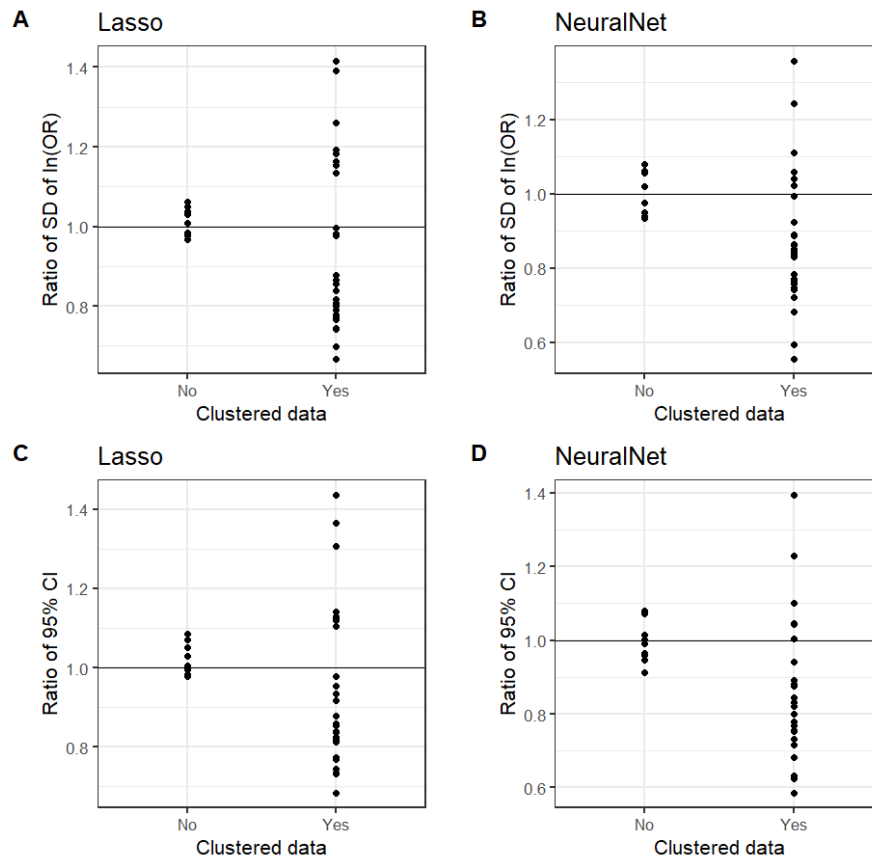 A Lasso
Ratio of SD of ln(OR)
1.4
1.2
1.0
0.8
No Yes
Clustered data
B NeuralNet
Ratio of SD of ln(OR)
1.2
1.0
0.8
0.6
No Yes
Clustered data
C Lasso
Ratio of 95% CI
1.4
1.2
1.0
0.8
No Yes
Clustered data
D NeuralNet
Ratio of 95% CI
1.4
1.2
1.0
0.8
0.6
No Yes
Clustered data